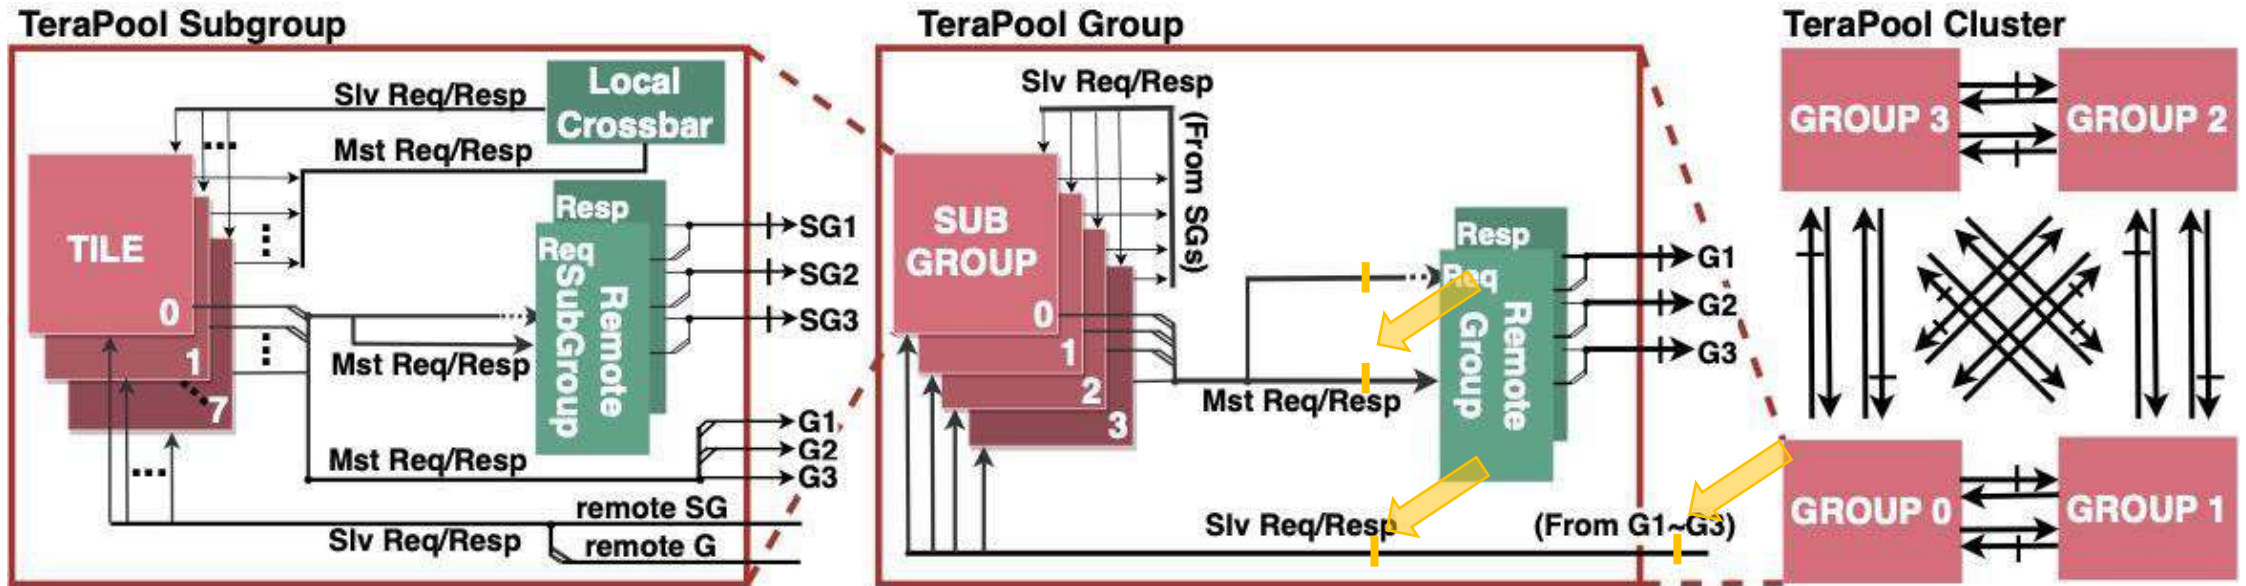 TeraPool Subgroup
Slv Req/Resp
Local
Crossbar
...
Mst Req/Resp
TILE
0
1
7
...
...
...
Resp
Req
Remote
SubGroup
Mst Req/Resp
SG1
SG2
SG3
Mst Req/Resp
G1
G2
G3
remote SG
Slv Req/Resp
remote G
TeraPool Group
Slv Req/Resp
(From SGs)
SUB
GROUP
0
1
2
3
Resp
Req
Remote
Group
Mst Req/Resp
G1
G2
G3
Slv Req/Resp
(From G1~G3)
TeraPool Cluster
GROUP 3
GROUP 2
GROUP 0
GROUP 1